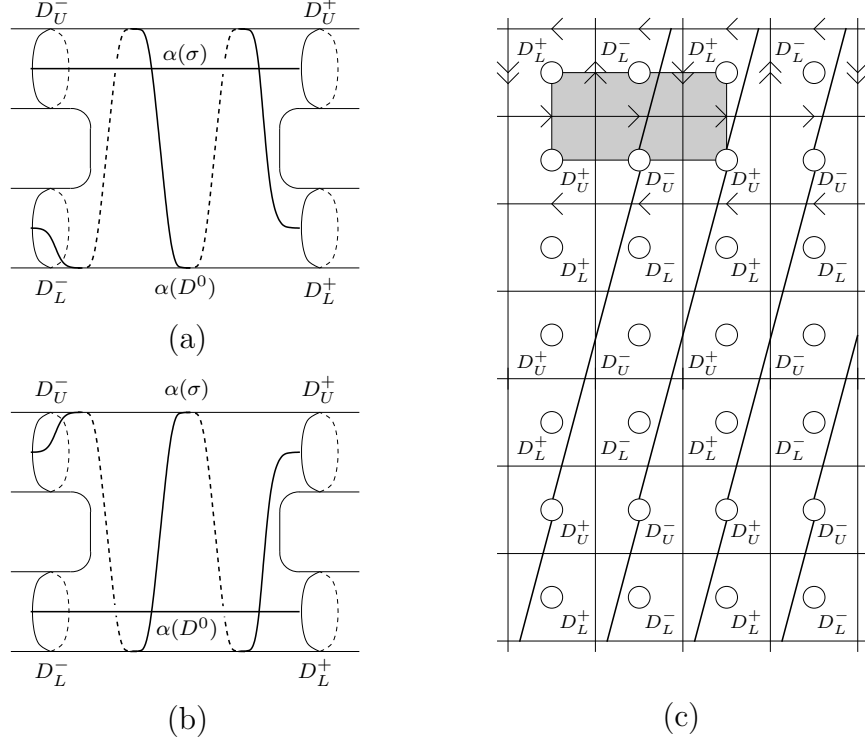 D_U^- D_U^+
α(σ)
D_L^- α(D^0) D_L^+
(a)
D_U^- α(σ) D_U^+
α(D^0)
D_L^- D_L^+
(b)
D_L^+ D_L^- D_L^+ D_L^-
D_U^+ D_U^- D_U^+ D_U^-
D_L^+ D_L^- D_L^+ D_L^-
D_U^+ D_U^- D_U^+ D_U^-
D_L^+ D_L^- D_L^+ D_L^-
D_U^+ D_U^- D_U^+ D_U^-
D_L^+ D_L^- D_L^+ D_L^-
(c)